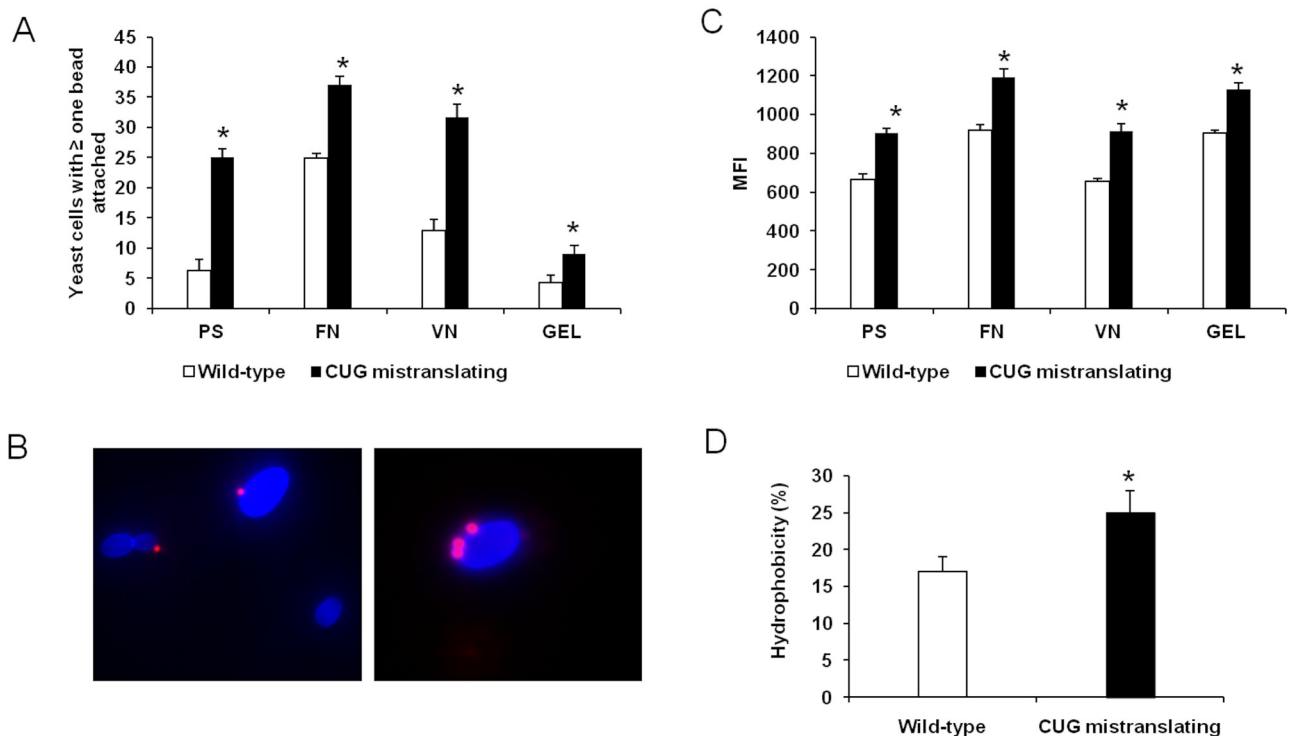 A
Yeast cells with ≥ one bead
attached
45
40
35
30
25
20
15
10
5
0
*
*
*
*
PS FN VN GEL
Wild-type CUG mistranslating
C
MFI
1400
1200
1000
800
600
400
200
0
*
*
*
*
PS FN VN GEL
Wild-type CUG mistranslating
B
D
Hydrophobicity (%)
30
25
20
15
10
5
0
*
Wild-type CUG mistranslating